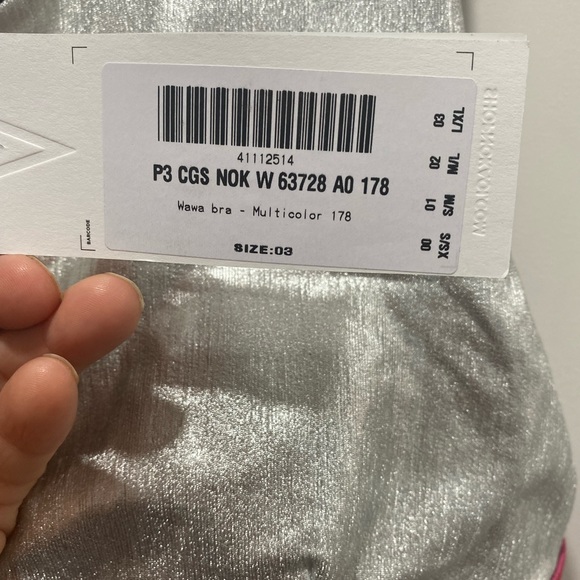 41112514
P3 CGS NOK W 63728 A0 178
Wawa bra - Multicolor 178
SIZE:03
00 01 02 03
XS/S S/M M/L L/XL
BARCODE